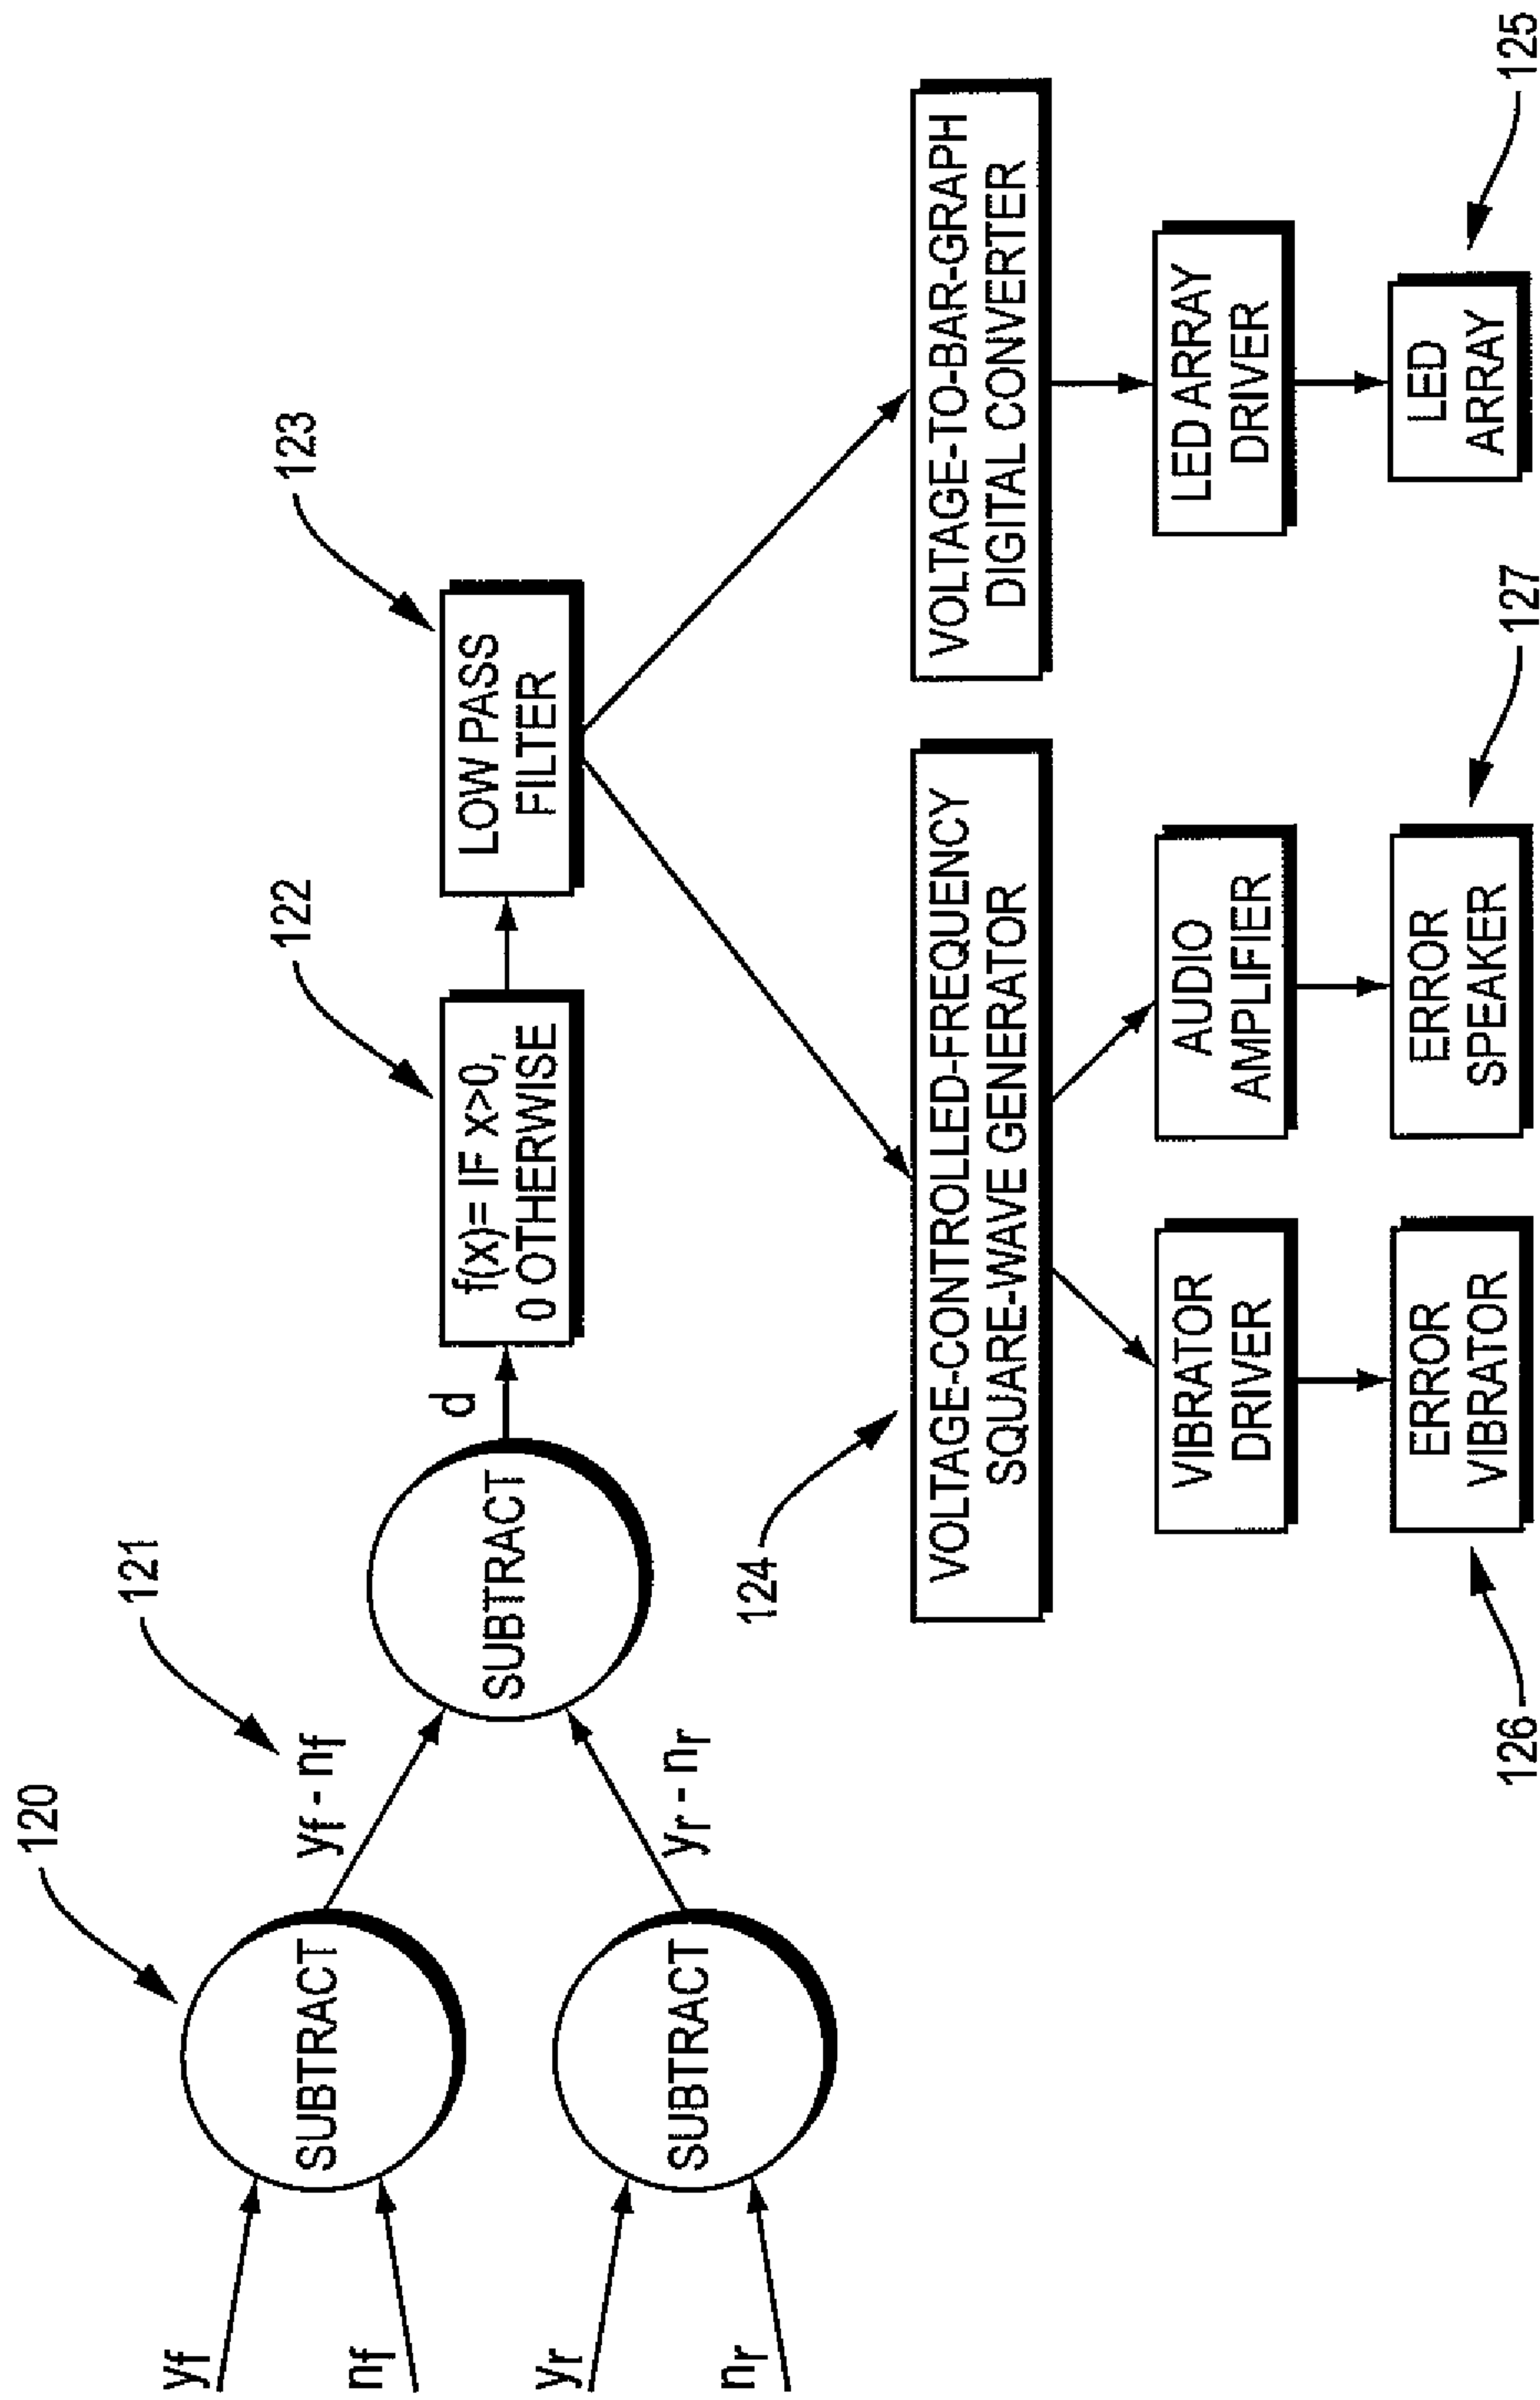 120
121
122
123
yf
nf
SUBTRACT
yf - nf
yr
nr
SUBTRACT
yr - nr
SUBTRACT
d
f(x)= IF X>0,
0 OTHERWISE
LOW PASS
FILTER
124
VOLTAGE-CONTROLLED-FREQUENCY
SQUARE-WAVE GENERATOR
VOLTAGE-TO-BAR-GRAPH
DIGITAL CONVERTER
VIBRATOR
DRIVER
AUDIO
AMPLIFIER
LED ARRAY
DRIVER
ERROR
VIBRATOR
ERROR
SPEAKER
LED
ARRAY
126
127
125